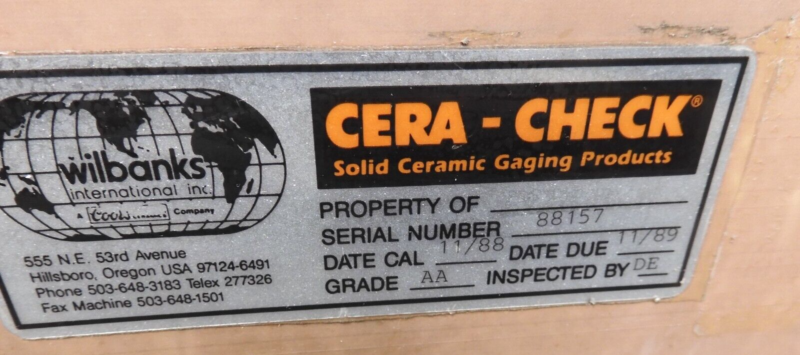 wilbanks
international inc.
A Coors Ceramics Company
555 N.E. 53rd Avenue
Hillsboro, Oregon USA 97124-6491
Phone 503-648-3183 Telex 277326
Fax Machine 503-648-1501
CERA - CHECK®
Solid Ceramic Gaging Products
PROPERTY OF
SERIAL NUMBER 88157
DATE CAL 11/88 DATE DUE 11/89
GRADE AA INSPECTED BY DE